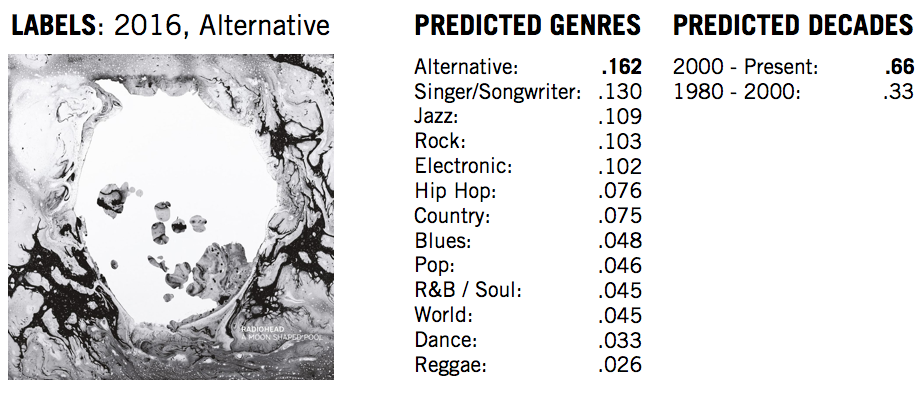 LABELS: 2016, Alternative
RADIOHEAD
A MOON SHAPED POOL
PREDICTED GENRES
Alternative: .162
Singer/Songwriter: .130
Jazz: .109
Rock: .103
Electronic: .102
Hip Hop: .076
Country: .075
Blues: .048
Pop: .046
R&B / Soul: .045
World: .045
Dance: .033
Reggae: .026
PREDICTED DECADES
2000 - Present: .66
1980 - 2000: .33